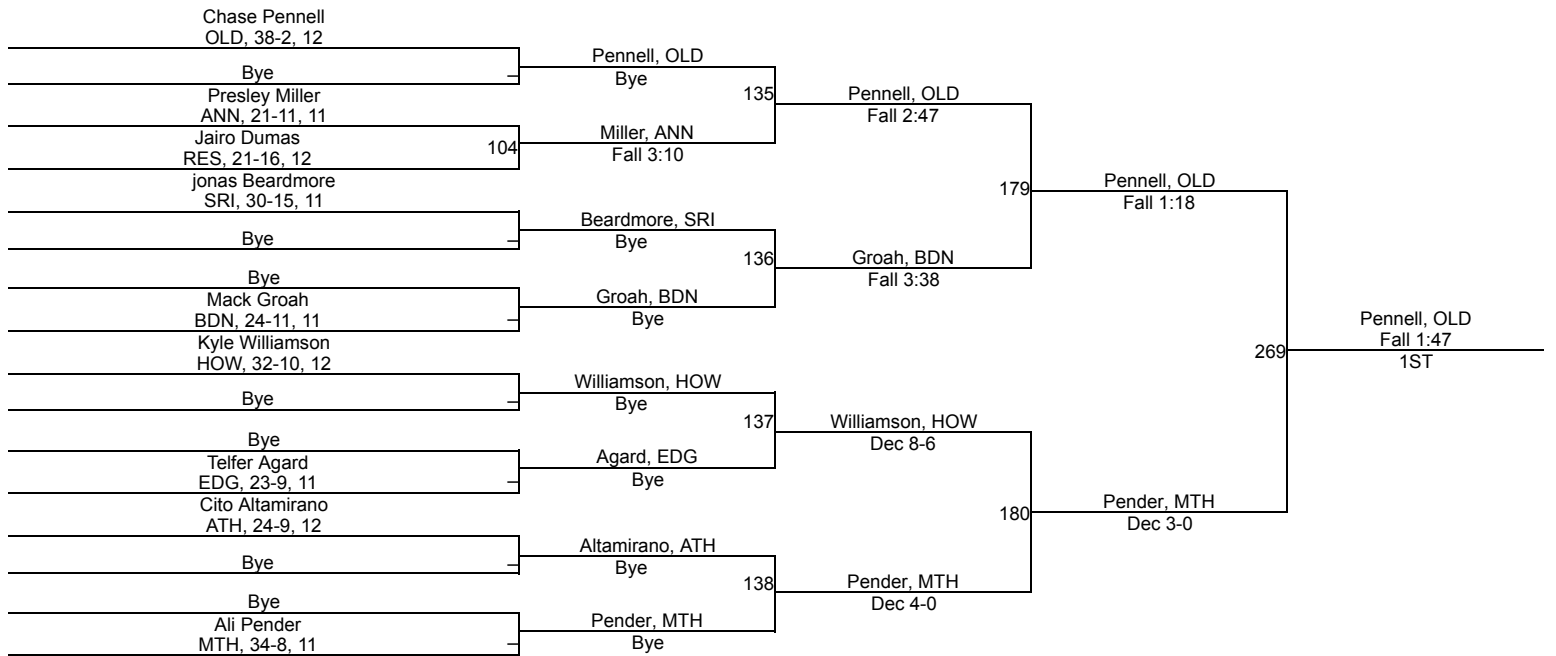 Chase Pennell
OLD, 38-2, 12
Bye
Presley Miller
ANN, 21-11, 11
Jairo Dumas
RES, 21-16, 12
jonas Beardmore
SRI, 30-15, 11
Bye
Bye
Mack Groah
BDN, 24-11, 11
Kyle Williamson
HOW, 32-10, 12
Bye
Bye
Telfer Agard
EDG, 23-9, 11
Cito Altamirano
ATH, 24-9, 12
Bye
Bye
Ali Pender
MTH, 34-8, 11
Pennell, OLD
Bye
104
Miller, ANN
Fall 3:10
Beardmore, SRI
Bye
Groah, BDN
Bye
Williamson, HOW
Bye
Agard, EDG
Bye
Altamirano, ATH
Bye
Pender, MTH
Bye
135
Pennell, OLD
Fall 2:47
136
Groah, BDN
Fall 3:38
137
Williamson, HOW
Dec 8-6
138
Pender, MTH
Dec 4-0
179
Pennell, OLD
Fall 1:18
180
Pender, MTH
Dec 3-0
269
Pennell, OLD
Fall 1:47
1ST